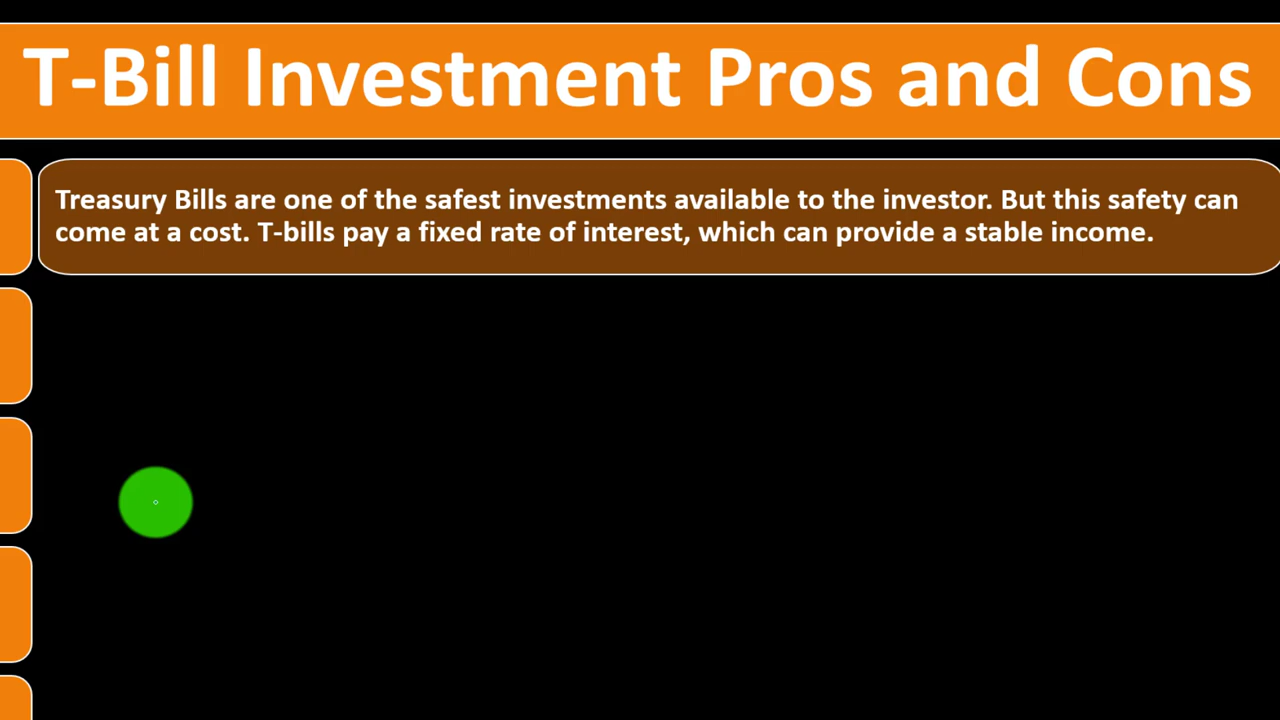 T-Bill Investment Pros and Cons
Treasury Bills are one of the safest investments available to the investor. But this safety can
come at a cost. T-bills pay a fixed rate of interest, which can provide a stable income.